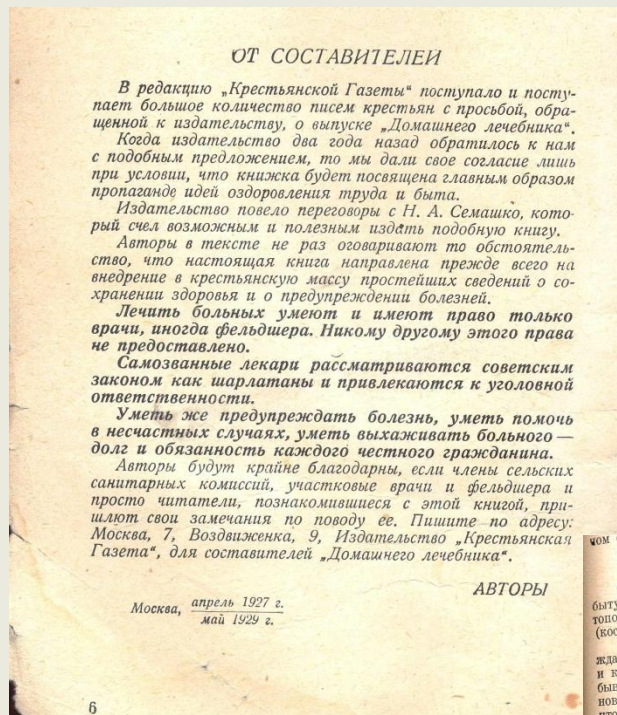 ОТ СОСТАВИТЕЛЕЙ
В редакцию „Крестьянской Газеты“ поступало и посту-
пает большое количество писем крестьян с просьбой, обра-
щенной к издательству, о выпуске „Домашнего лечебника“.
Когда издательство два года назад обратилось к нам
с подобным предложением, то мы дали свое согласие лишь
при условии, что книжка будет посвящена главным образом
пропаганде идей оздоровления труда и быта.
Издательство повело переговоры с Н. А. Семашко, кото-
рый счел возможным и полезным издать подобную книгу.
Авторы в тексте не раз оговаривают то обстоятель-
ство, что настоящая книга направлена прежде всего на
внедрение в крестьянскую массу простейших сведений о со-
хранении здоровья и о предупреждении болезней.
Лечить больных умеют и имеют право только
врачи, иногда фельдшера. Никому другому этого права
не предоставлено.
Самозванные лекари рассматриваются советским
законом как шарлатаны и привлекаются к уголовной
ответственности.
Уметь же предупреждать болезнь, уметь помочь
в несчастных случаях, уметь выхаживать больного —
долг и обязанность каждого честного гражданина.
Авторы будут крайне благодарны, если члены сельских
санитарных комиссий, участковые врачи и фельдшера и
просто читатели, познакомившиеся с этой книгой, при-
шлют свои замечания по поводу ее. Пишите по адресу:
Москва, 7, Воздвиженка, 9, Издательство „Крестьянская
Газета“, для составителей „Домашнего лечебника“.
АВТОРЫ
Москва, апрель 1927 г.
май 1929 г.
6
ном
быту
топо
(кос
жда
и к
быв
нов